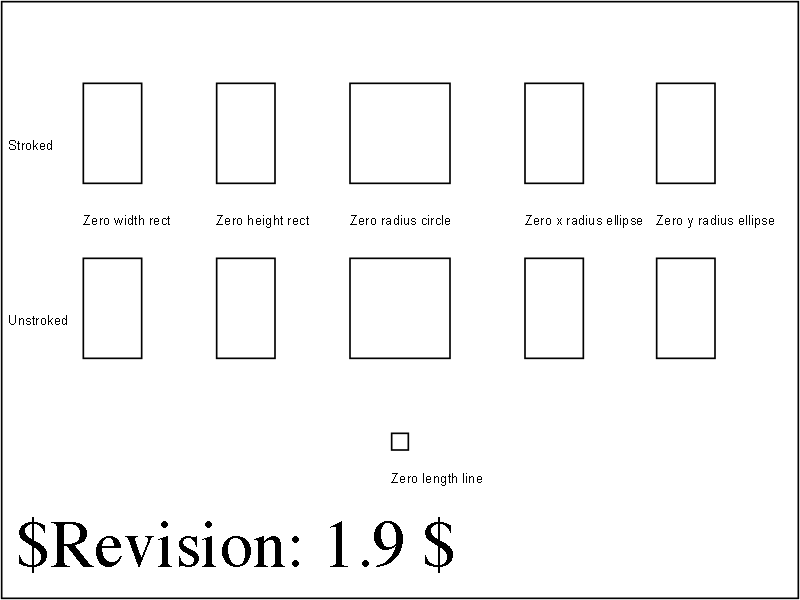 Stroked
Zero width rect
Zero height rect
Zero radius circle
Zero x radius ellipse
Zero y radius ellipse
Unstroked
Zero length line
$Revision: 1.9 $